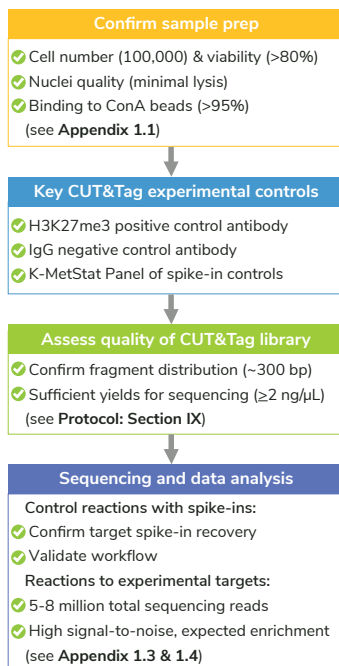 Confirm sample prep
Cell number (100,000) & viability (>80%)
Nuclei quality (minimal lysis)
Binding to ConA beads (>95%)
(see Appendix 1.1)
Key CUT&Tag experimental controls
H3K27me3 positive control antibody
IgG negative control antibody
K-MetStat Panel of spike-in controls
Assess quality of CUT&Tag library
Confirm fragment distribution (~300 bp)
Sufficient yields for sequencing (≥2 ng/µL)
(see Protocol: Section IX)
Sequencing and data analysis
Control reactions with spike-ins:
Confirm target spike-in recovery
Validate workflow
Reactions to experimental targets:
5-8 million total sequencing reads
High signal-to-noise, expected enrichment
(see Appendix 1.3 & 1.4)